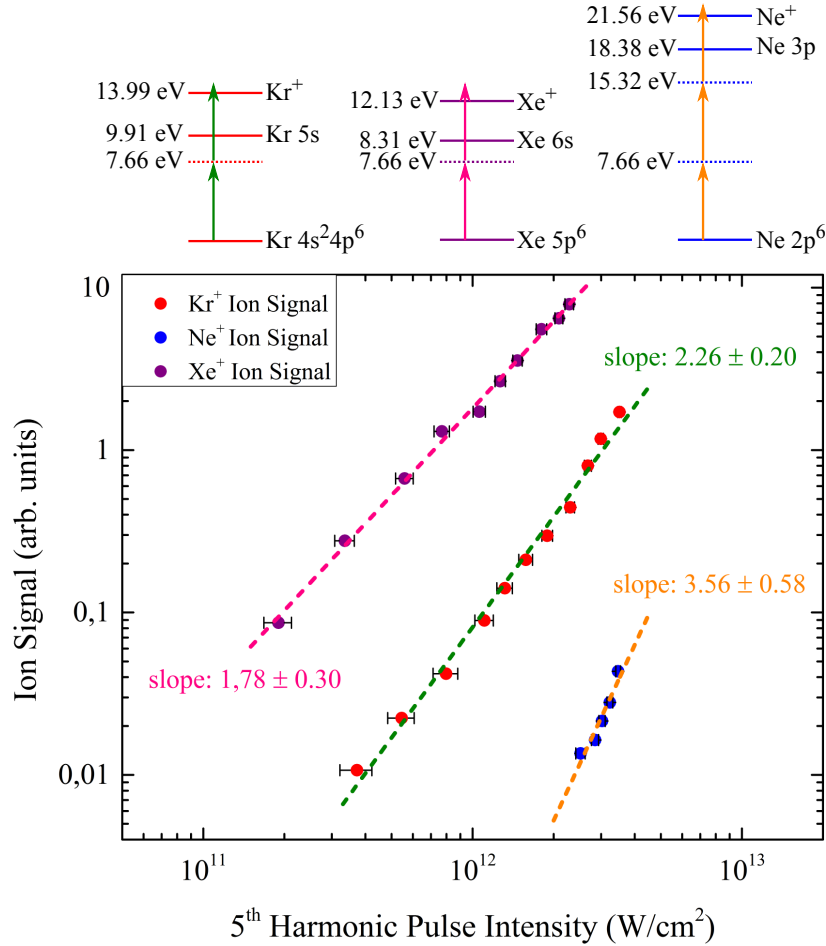 21.56 eV
Ne⁺
18.38 eV
Ne 3p
15.32 eV
7.66 eV
Ne 2p⁶
13.99 eV
Kr⁺
9.91 eV
Kr 5s
7.66 eV
Kr 4s²4p⁶
12.13 eV
Xe⁺
8.31 eV
Xe 6s
7.66 eV
Xe 5p⁶
Kr⁺ Ion Signal
Ne⁺ Ion Signal
Xe⁺ Ion Signal
slope: 2.26 ± 0.20
slope: 3.56 ± 0.58
slope: 1,78 ± 0.30
Ion Signal (arb. units)
10
1
0.1
0,01
10¹¹
10¹²
10¹³
5ᵗʰ Harmonic Pulse Intensity (W/cm²)